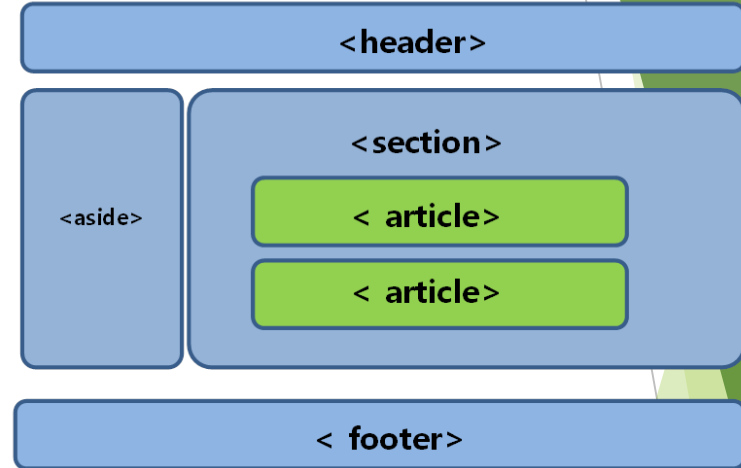 <header>
<section>
<aside>
< article>
< article>
< footer>